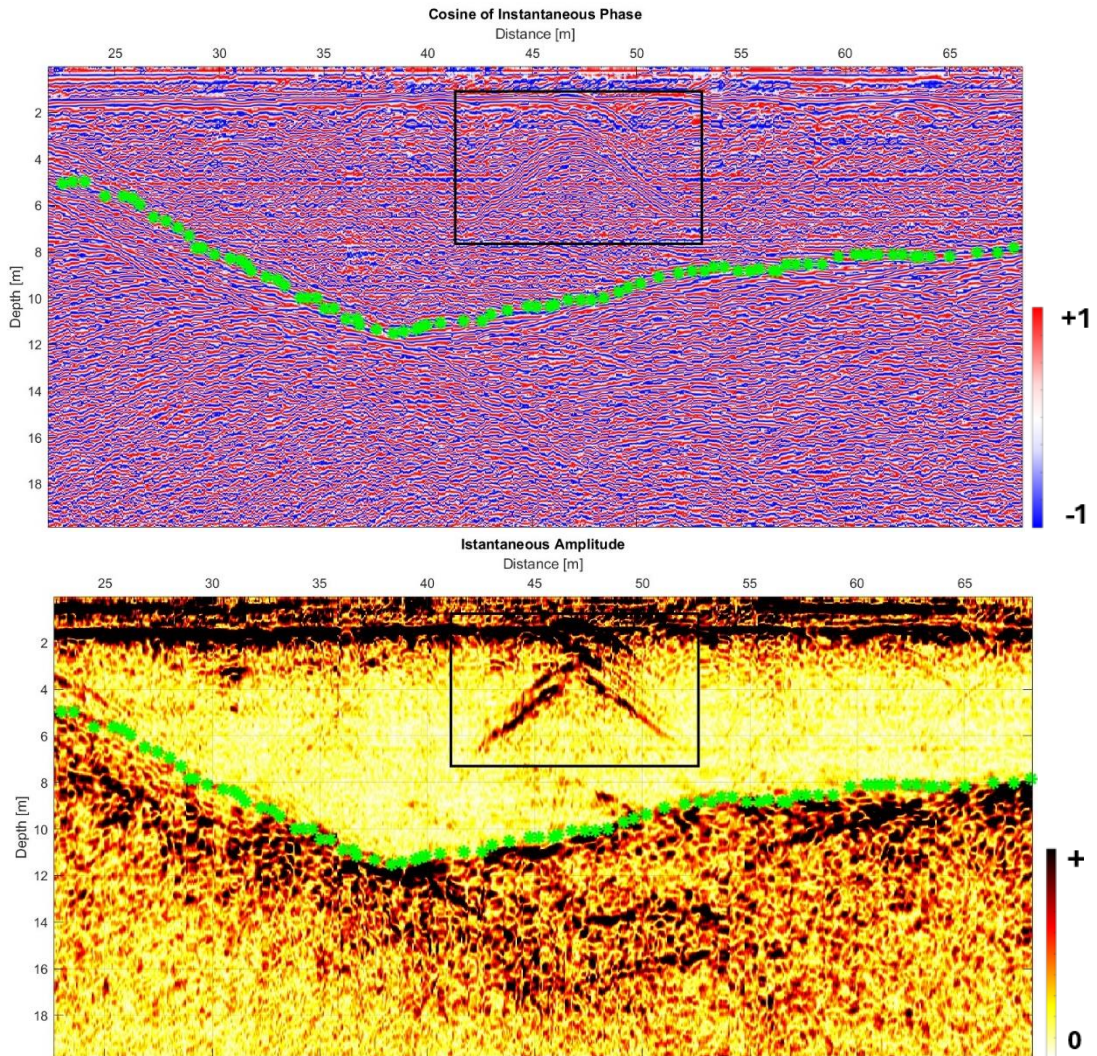 Cosine of Instantaneous Phase
Distance [m]
25 30 35 40 45 50 55 60 65
Depth [m]
2
4
6
8
10
12
14
16
18
+1
-1
Istantaneous Amplitude
Distance [m]
25 30 35 40 45 50 55 60 65
Depth [m]
2
4
6
8
10
12
14
16
18
+
0